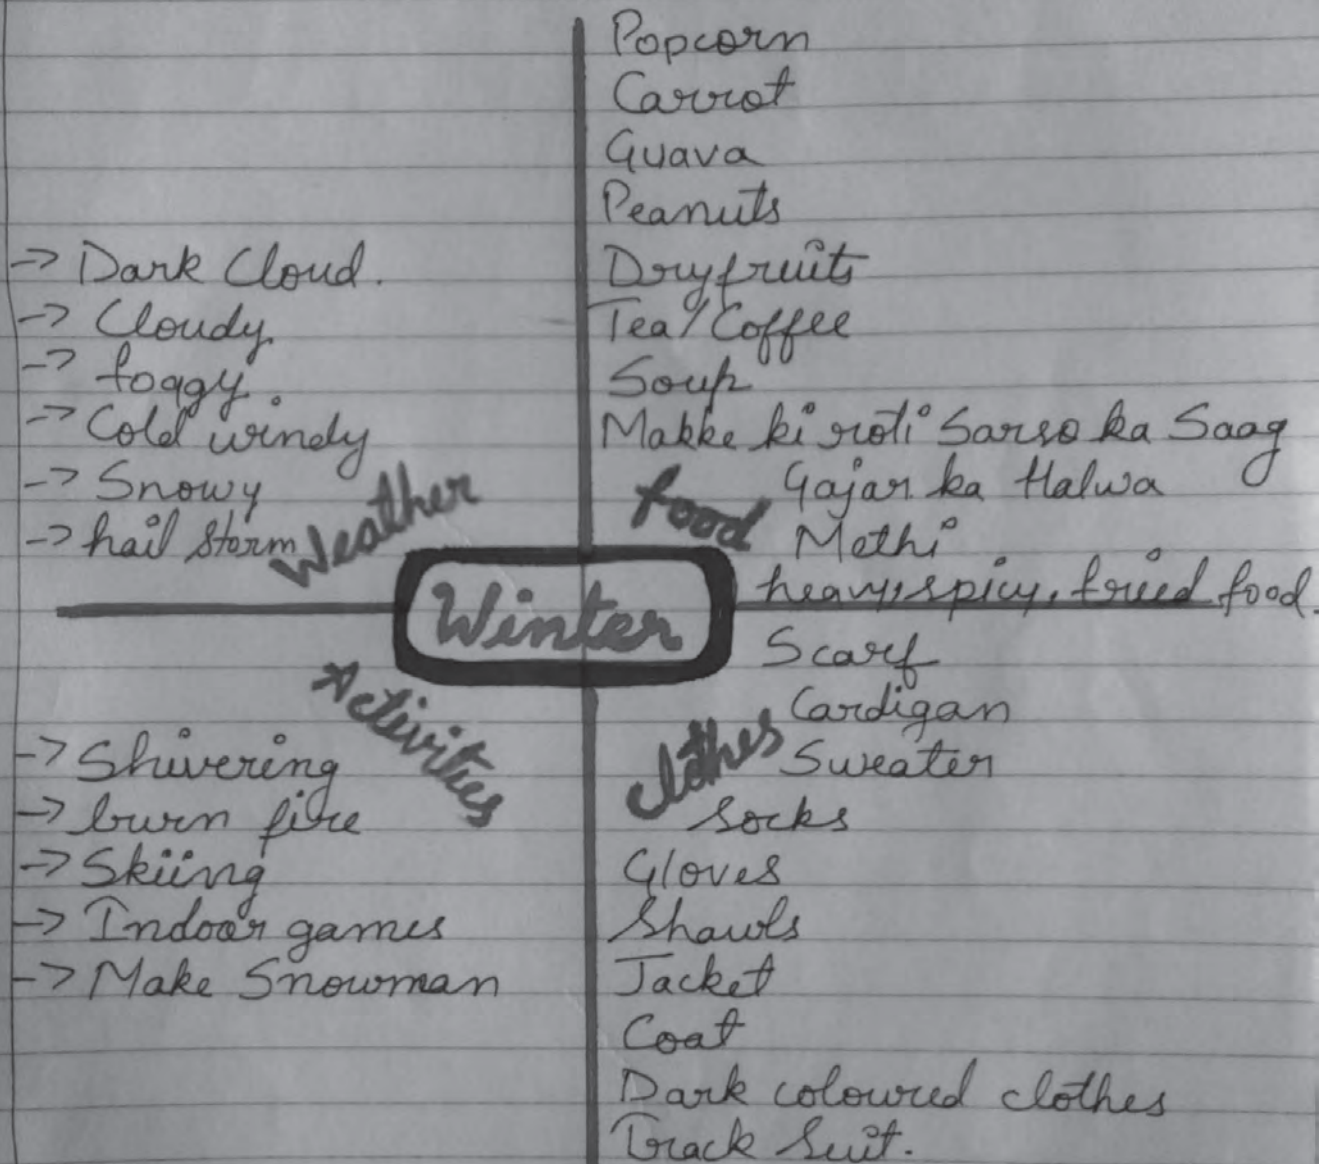 Dark Cloud.
Cloudy.
foggy.
Cold windy
Snowy
hail Storm
Weather
Popcorn
Carrot
Guava
Peanuts
Dryfruits
Tea/Coffee
Soup
Makke ki roti Sarso ka Saag
Gajar ka Halwa
Methi
heavy, spicy, fried food.
food
Winter
Activities
-> Shivering
-> burn fire
-> Skiing
-> Indoor games
-> Make Snowman
clothes
Scarf
Cardigan
Sweater
Socks
Gloves
Shawls
Jacket
Coat
Dark coloured clothes
Track Suit.